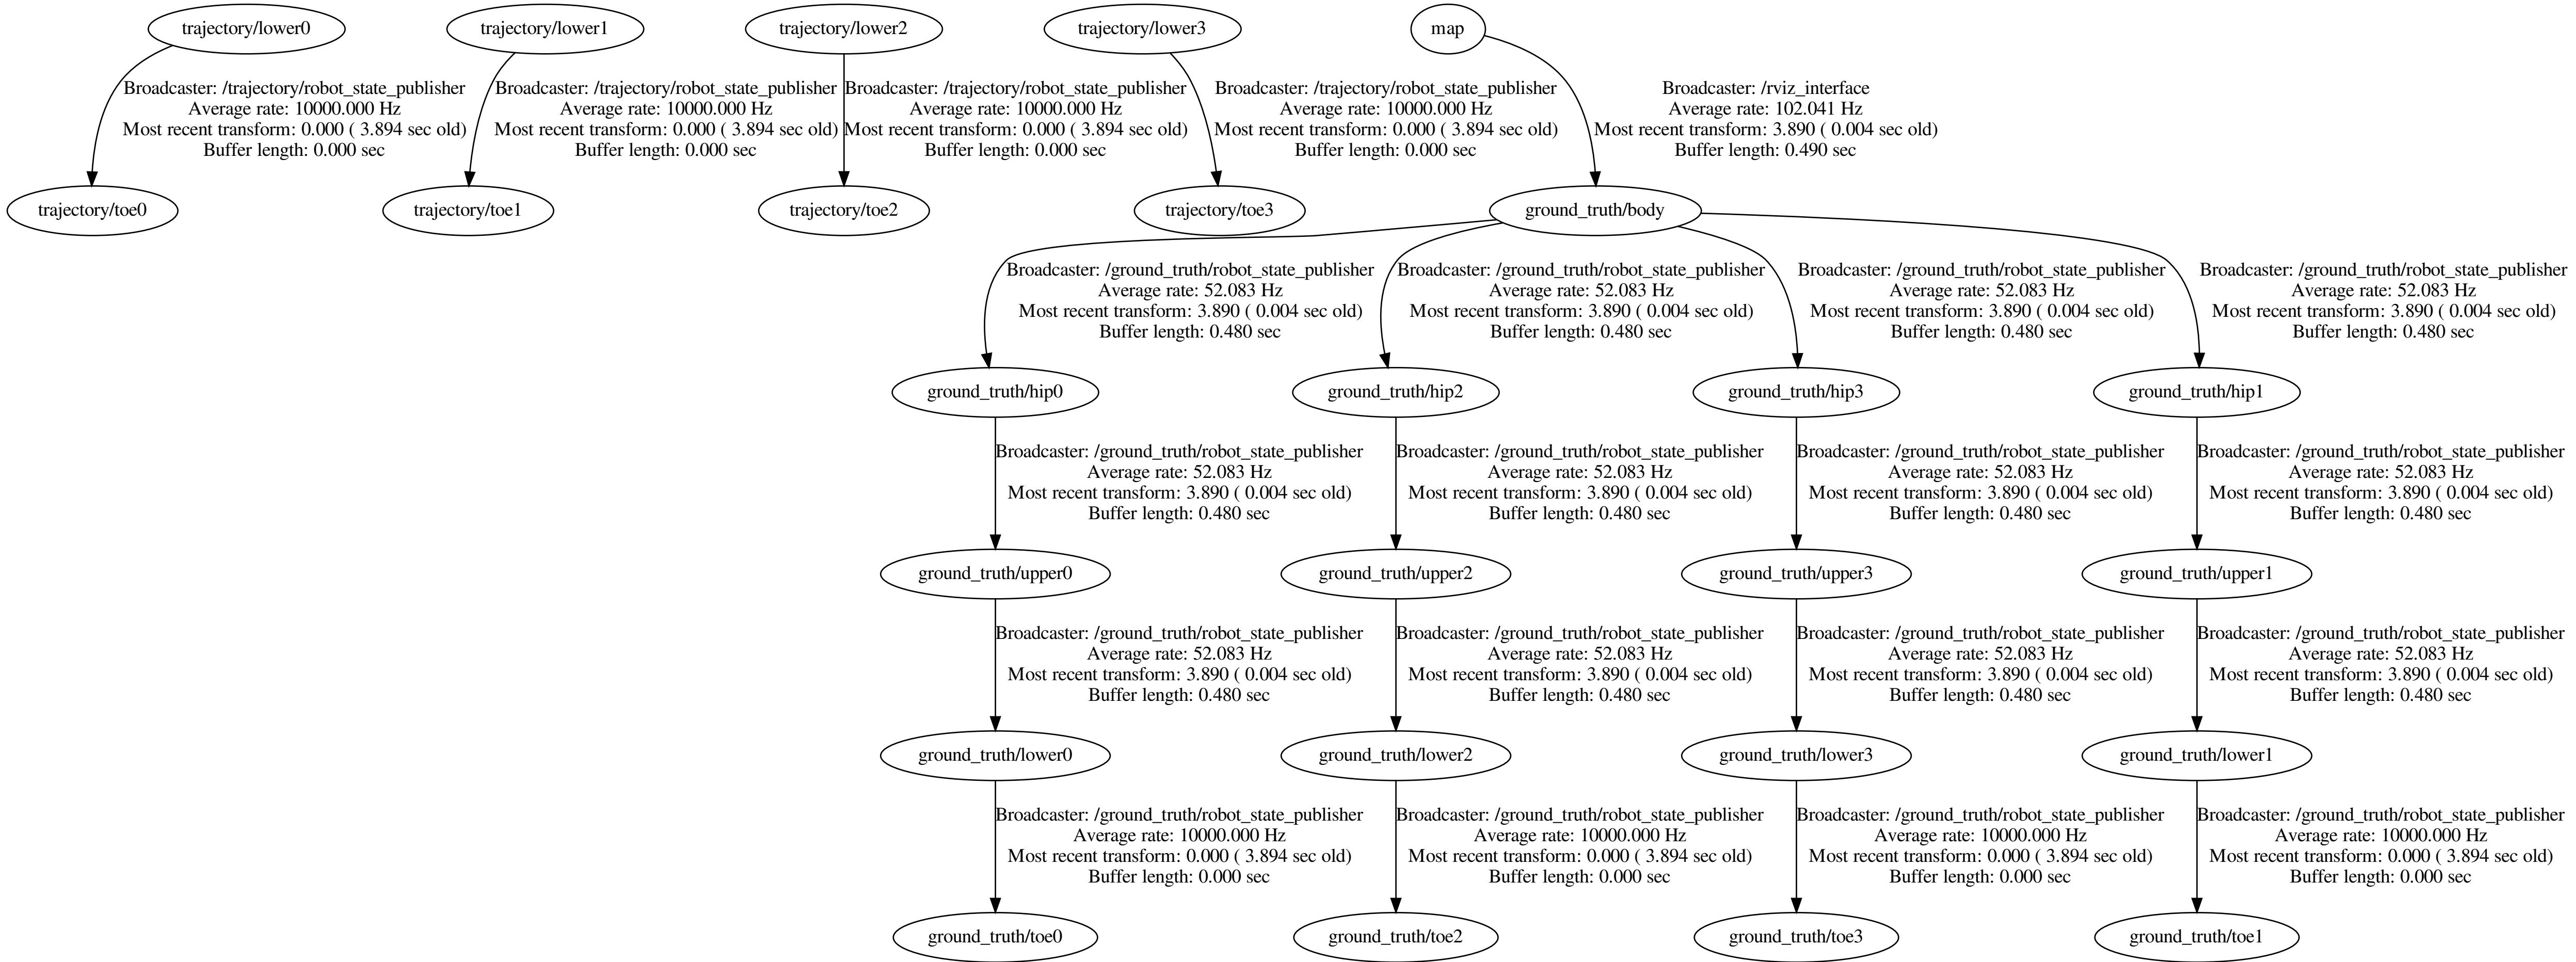 trajectory/lower0
trajectory/lower1
trajectory/lower2
trajectory/lower3
map
Broadcaster: /trajectory/robot_state_publisher
Average rate: 10000.000 Hz
Most recent transform: 0.000 ( 3.894 sec old)
Buffer length: 0.000 sec
Broadcaster: /trajectory/robot_state_publisher
Average rate: 10000.000 Hz
Most recent transform: 0.000 ( 3.894 sec old)
Buffer length: 0.000 sec
Broadcaster: /trajectory/robot_state_publisher
Average rate: 10000.000 Hz
Most recent transform: 0.000 ( 3.894 sec old)
Buffer length: 0.000 sec
Broadcaster: /trajectory/robot_state_publisher
Average rate: 10000.000 Hz
Most recent transform: 0.000 ( 3.894 sec old)
Buffer length: 0.000 sec
Broadcaster: /rviz_interface
Average rate: 102.041 Hz
Most recent transform: 3.890 ( 0.004 sec old)
Buffer length: 0.490 sec
trajectory/toe0
trajectory/toe1
trajectory/toe2
trajectory/toe3
ground_truth/body
Broadcaster: /ground_truth/robot_state_publisher
Average rate: 52.083 Hz
Most recent transform: 3.890 ( 0.004 sec old)
Buffer length: 0.480 sec
Broadcaster: /ground_truth/robot_state_publisher
Average rate: 52.083 Hz
Most recent transform: 3.890 ( 0.004 sec old)
Buffer length: 0.480 sec
Broadcaster: /ground_truth/robot_state_publisher
Average rate: 52.083 Hz
Most recent transform: 3.890 ( 0.004 sec old)
Buffer length: 0.480 sec
Broadcaster: /ground_truth/robot_state_publisher
Average rate: 52.083 Hz
Most recent transform: 3.890 ( 0.004 sec old)
Buffer length: 0.480 sec
ground_truth/hip0
ground_truth/hip2
ground_truth/hip3
ground_truth/hip1
Broadcaster: /ground_truth/robot_state_publisher
Average rate: 52.083 Hz
Most recent transform: 3.890 ( 0.004 sec old)
Buffer length: 0.480 sec
Broadcaster: /ground_truth/robot_state_publisher
Average rate: 52.083 Hz
Most recent transform: 3.890 ( 0.004 sec old)
Buffer length: 0.480 sec
Broadcaster: /ground_truth/robot_state_publisher
Average rate: 52.083 Hz
Most recent transform: 3.890 ( 0.004 sec old)
Buffer length: 0.480 sec
Broadcaster: /ground_truth/robot_state_publisher
Average rate: 52.083 Hz
Most recent transform: 3.890 ( 0.004 sec old)
Buffer length: 0.480 sec
ground_truth/upper0
ground_truth/upper2
ground_truth/upper3
ground_truth/upper1
Broadcaster: /ground_truth/robot_state_publisher
Average rate: 52.083 Hz
Most recent transform: 3.890 ( 0.004 sec old)
Buffer length: 0.480 sec
Broadcaster: /ground_truth/robot_state_publisher
Average rate: 52.083 Hz
Most recent transform: 3.890 ( 0.004 sec old)
Buffer length: 0.480 sec
Broadcaster: /ground_truth/robot_state_publisher
Average rate: 52.083 Hz
Most recent transform: 3.890 ( 0.004 sec old)
Buffer length: 0.480 sec
Broadcaster: /ground_truth/robot_state_publisher
Average rate: 52.083 Hz
Most recent transform: 3.890 ( 0.004 sec old)
Buffer length: 0.480 sec
ground_truth/lower0
ground_truth/lower2
ground_truth/lower3
ground_truth/lower1
Broadcaster: /ground_truth/robot_state_publisher
Average rate: 10000.000 Hz
Most recent transform: 0.000 ( 3.894 sec old)
Buffer length: 0.000 sec
Broadcaster: /ground_truth/robot_state_publisher
Average rate: 10000.000 Hz
Most recent transform: 0.000 ( 3.894 sec old)
Buffer length: 0.000 sec
Broadcaster: /ground_truth/robot_state_publisher
Average rate: 10000.000 Hz
Most recent transform: 0.000 ( 3.894 sec old)
Buffer length: 0.000 sec
Broadcaster: /ground_truth/robot_state_publisher
Average rate: 10000.000 Hz
Most recent transform: 0.000 ( 3.894 sec old)
Buffer length: 0.000 sec
ground_truth/toe0
ground_truth/toe2
ground_truth/toe3
ground_truth/toe1